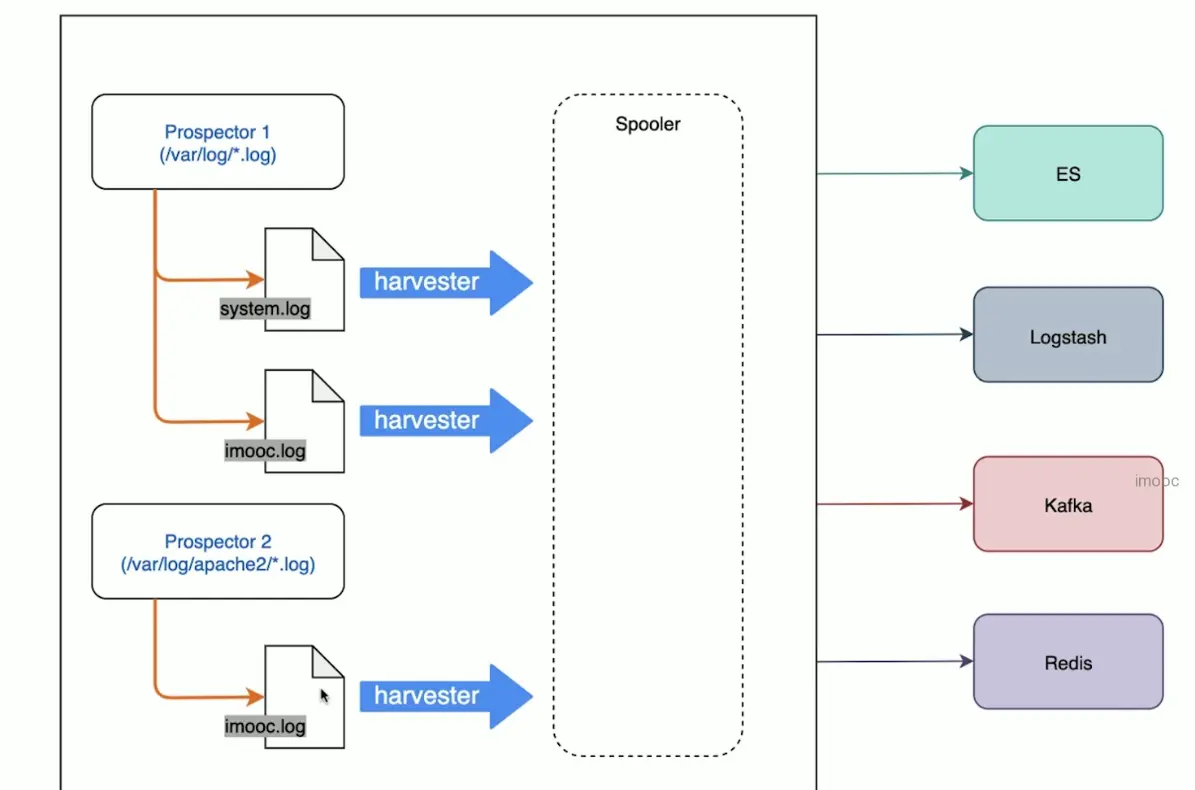 Prospector 1
(/var/log/*.log)
Spooler
system.log
harvester
imooc.log
harvester
Prospector 2
(/var/log/apache2/*.log)
imooc.log
harvester
ES
Logstash
Kafka
imooc
Redis